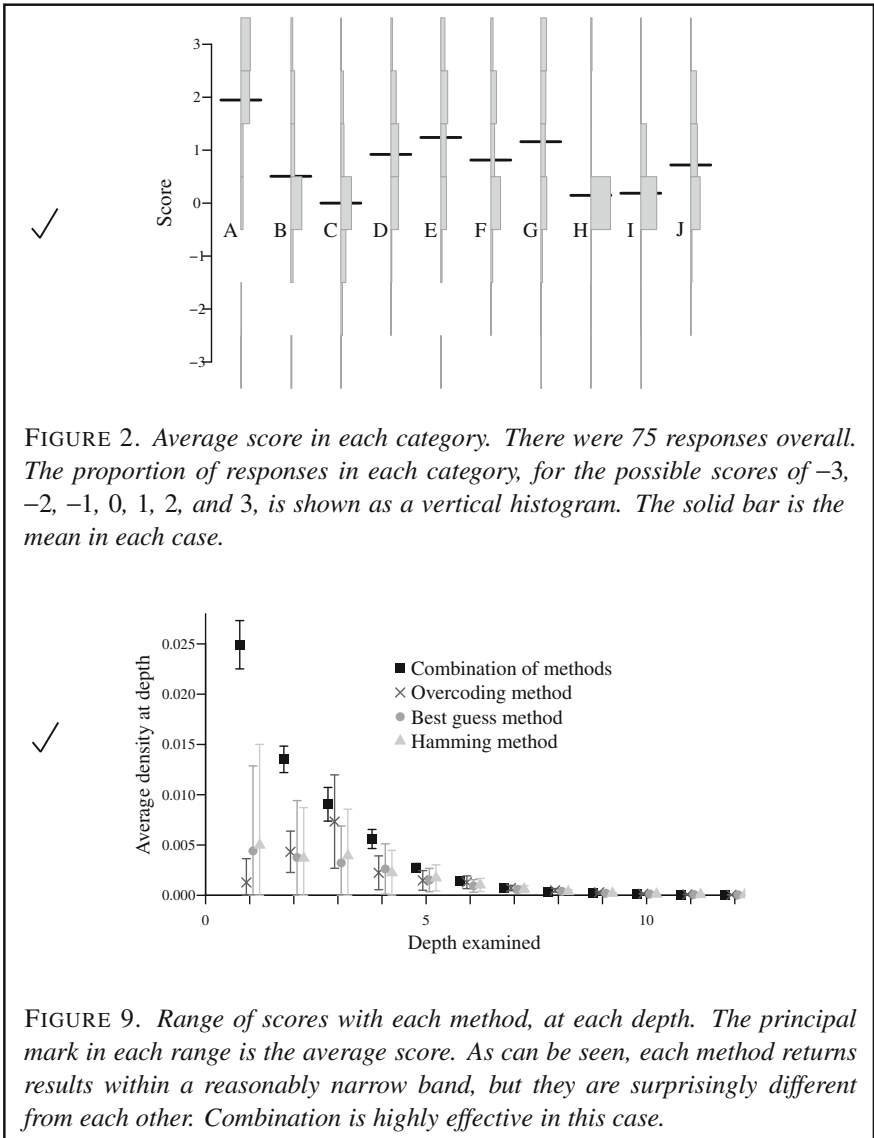 3
2
1
0
−1
−2
−3
Score
A B C D E F G H I J
FIGURE 2. Average score in each category. There were 75 responses overall.
The proportion of responses in each category, for the possible scores of −3,
−2, −1, 0, 1, 2, and 3, is shown as a vertical histogram. The solid bar is the
mean in each case.
0.025
0.020
0.015
0.010
0.005
0.000
Average density at depth
Combination of methods
Overcoding method
Best guess method
Hamming method
0 5 10
Depth examined
FIGURE 9. Range of scores with each method, at each depth. The principal
mark in each range is the average score. As can be seen, each method returns
results within a reasonably narrow band, but they are surprisingly different
from each other. Combination is highly effective in this case.